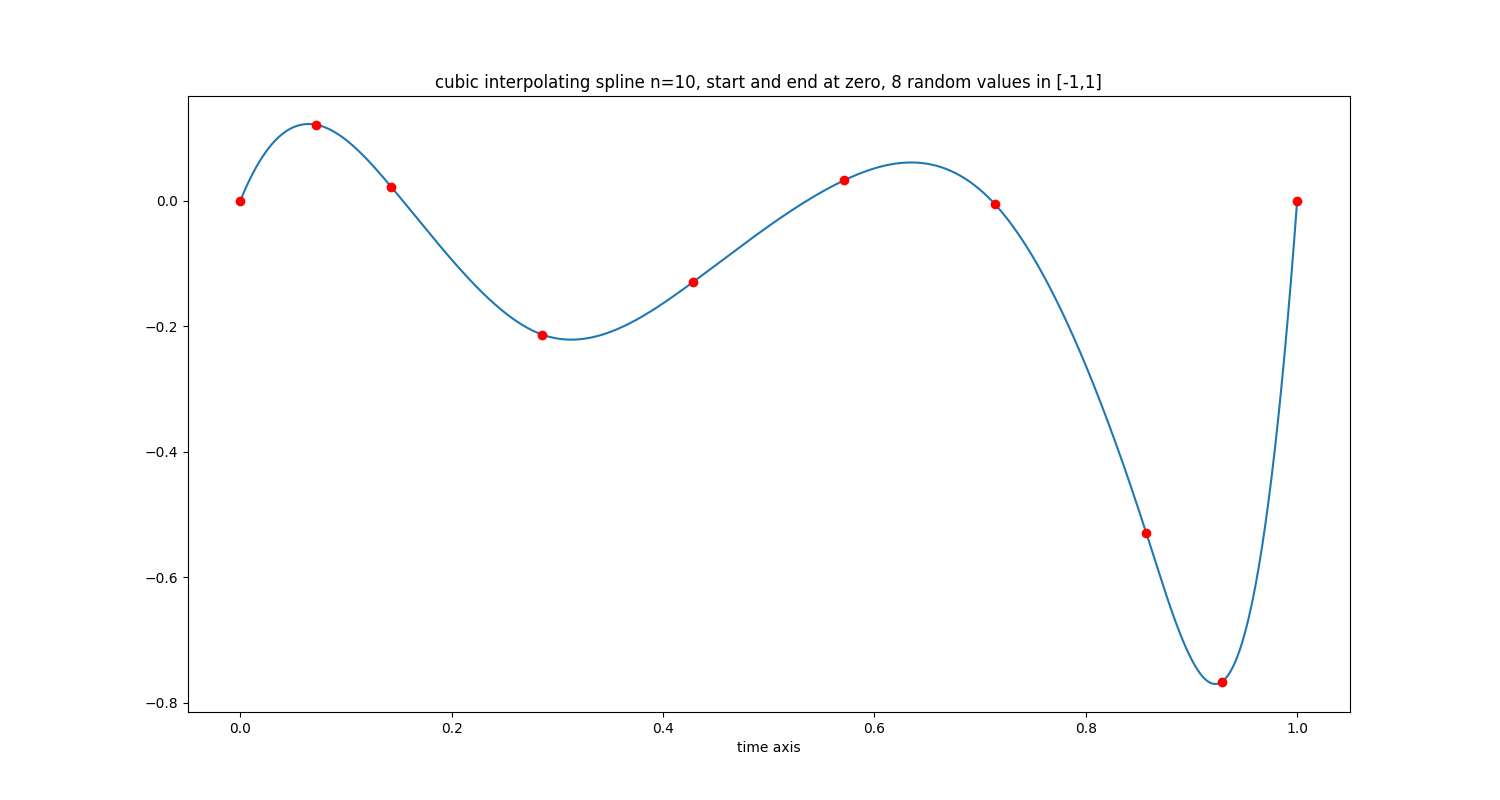 cubic interpolating spline n=10, start and end at zero, 8 random values in [-1,1]
0.0
−0.2
−0.4
−0.6
−0.8
0.0 0.2 0.4 0.6 0.8 1.0
time axis